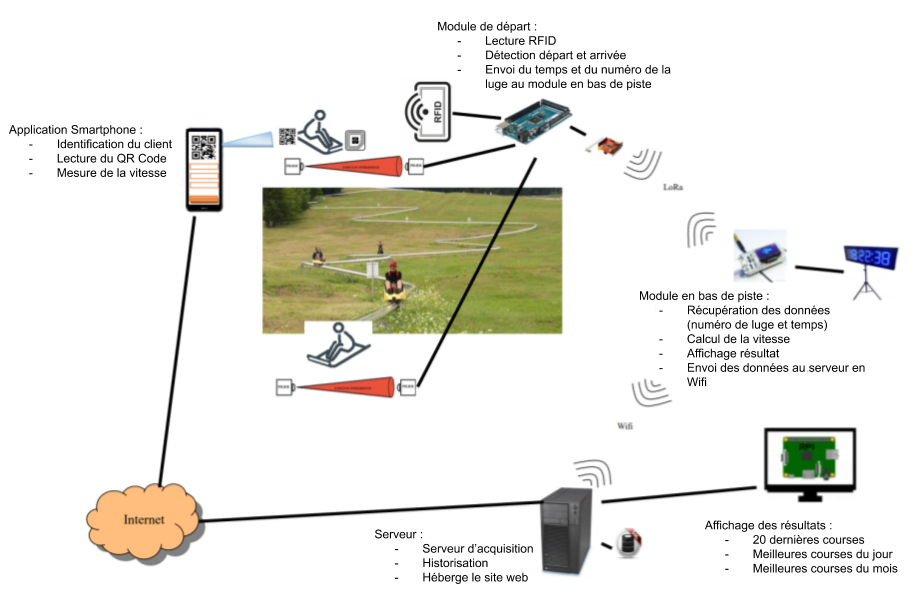 Module de départ :
- Lecture RFID
- Détection départ et arrivée
- Envoi du temps et du numéro de la
luge au module en bas de piste
Application Smartphone :
- Identification du client
- Lecture du QR Code
- Mesure de la vitesse
RFID
LoRa
18:22:38
Module en bas de piste :
- Récupération des données
(numéro de luge et temps)
- Calcul de la vitesse
- Affichage résultat
- Envoi des données au serveur en
Wifi
Wifi
Internet
Serveur :
- Serveur d'acquisition
- Historisation
- Héberge le site web
Affichage des résultats :
- 20 dernières courses
- Meilleures courses du jour
- Meilleures courses du mois